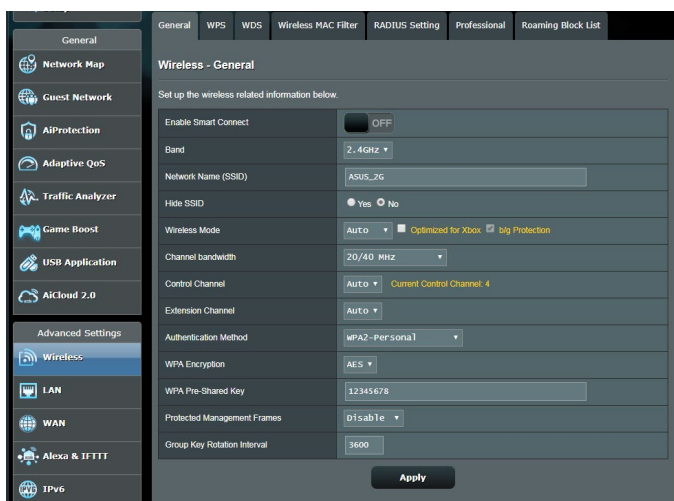 General
Network Map
Guest Network
AiProtection
Adaptive QoS
Traffic Analyzer
Game Boost
USB Application
AiCloud 2.0
Advanced Settings
Wireless
LAN
WAN
Alexa & IFTTT
IPv6
General WPS WDS Wireless MAC Filter RADIUS Setting Professional Roaming Block List
Wireless - General
Set up the wireless related information below.
Enable Smart Connect OFF
Band 2.4GHz
Network Name (SSID) ASUS_2G
Hide SSID Yes No
Wireless Mode Auto Optimized for Xbox b/g Protection
Channel bandwidth 20/40 MHz
Control Channel Auto Current Control Channel: 4
Extension Channel Auto
Authentication Method WPA2-Personal
WPA Encryption AES
WPA Pre-Shared Key 12345678
Protected Management Frames Disable
Group Key Rotation Interval 3600
Apply